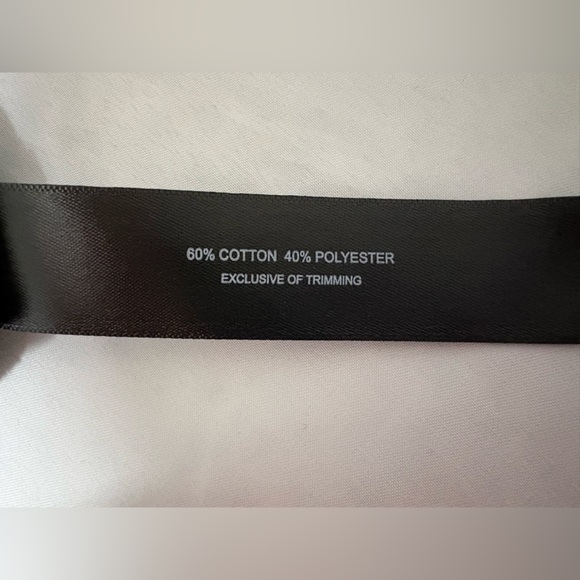 60% COTTON 40% POLYESTER
EXCLUSIVE OF TRIMMING